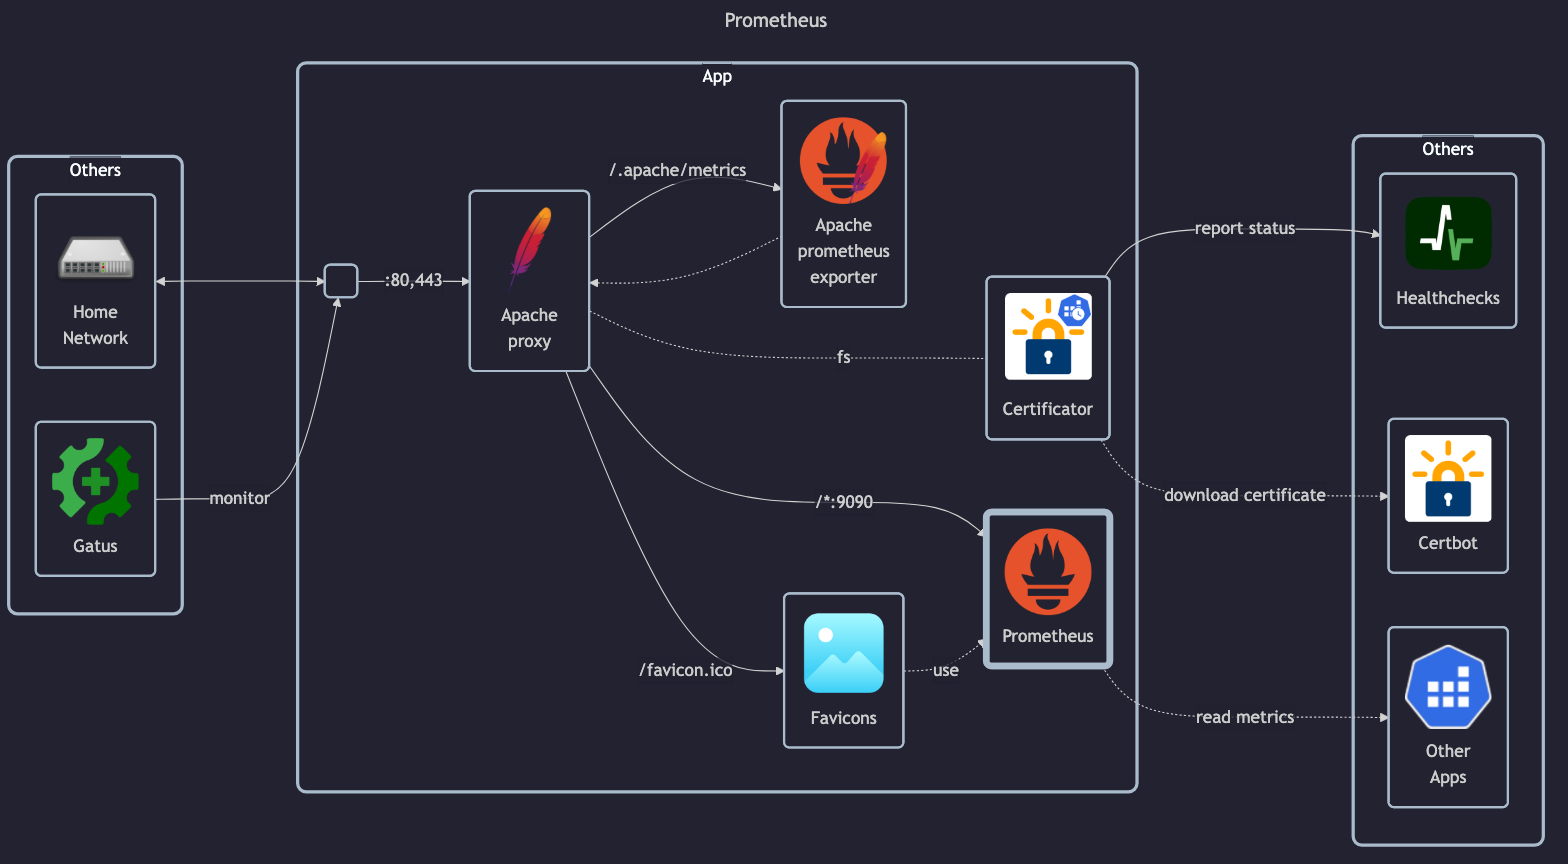 Prometheus
App
Others
Home
Network
Gatus
monitor
:80,443
Apache
proxy
/.apache/metrics
Apache
prometheus
exporter
fs
Certificator
/*:9090
Prometheus
/favicon.ico
Favicons
use
report status
download certificate
read metrics
Others
Healthchecks
Certbot
Other
Apps